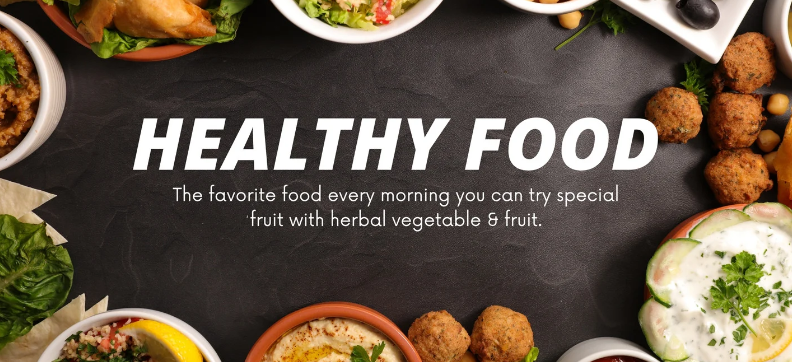 HEALTHY FOOD
The favorite food every morning you can try special
fruit with herbal vegetable & fruit.